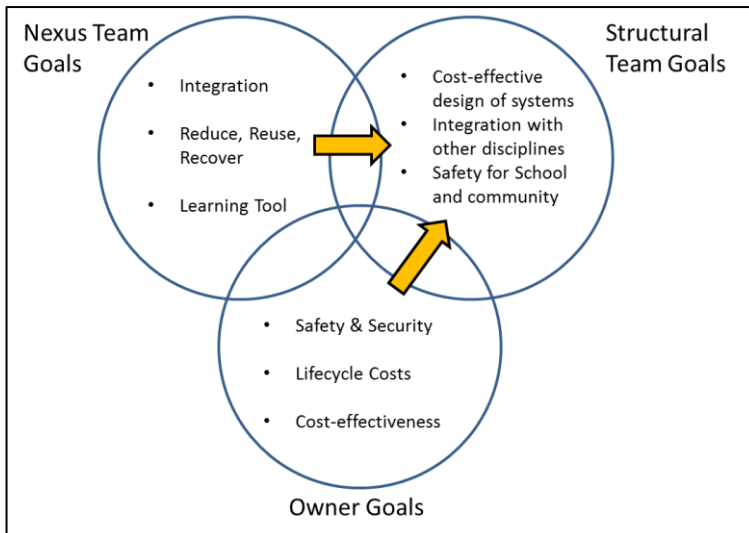 Nexus Team
Goals
• Integration
• Reduce, Reuse,
Recover
• Learning Tool
Structural
Team Goals
• Cost-effective
design of systems
• Integration with
other disciplines
• Safety for School
and community
• Safety & Security
• Lifecycle Costs
• Cost-effectiveness
Owner Goals